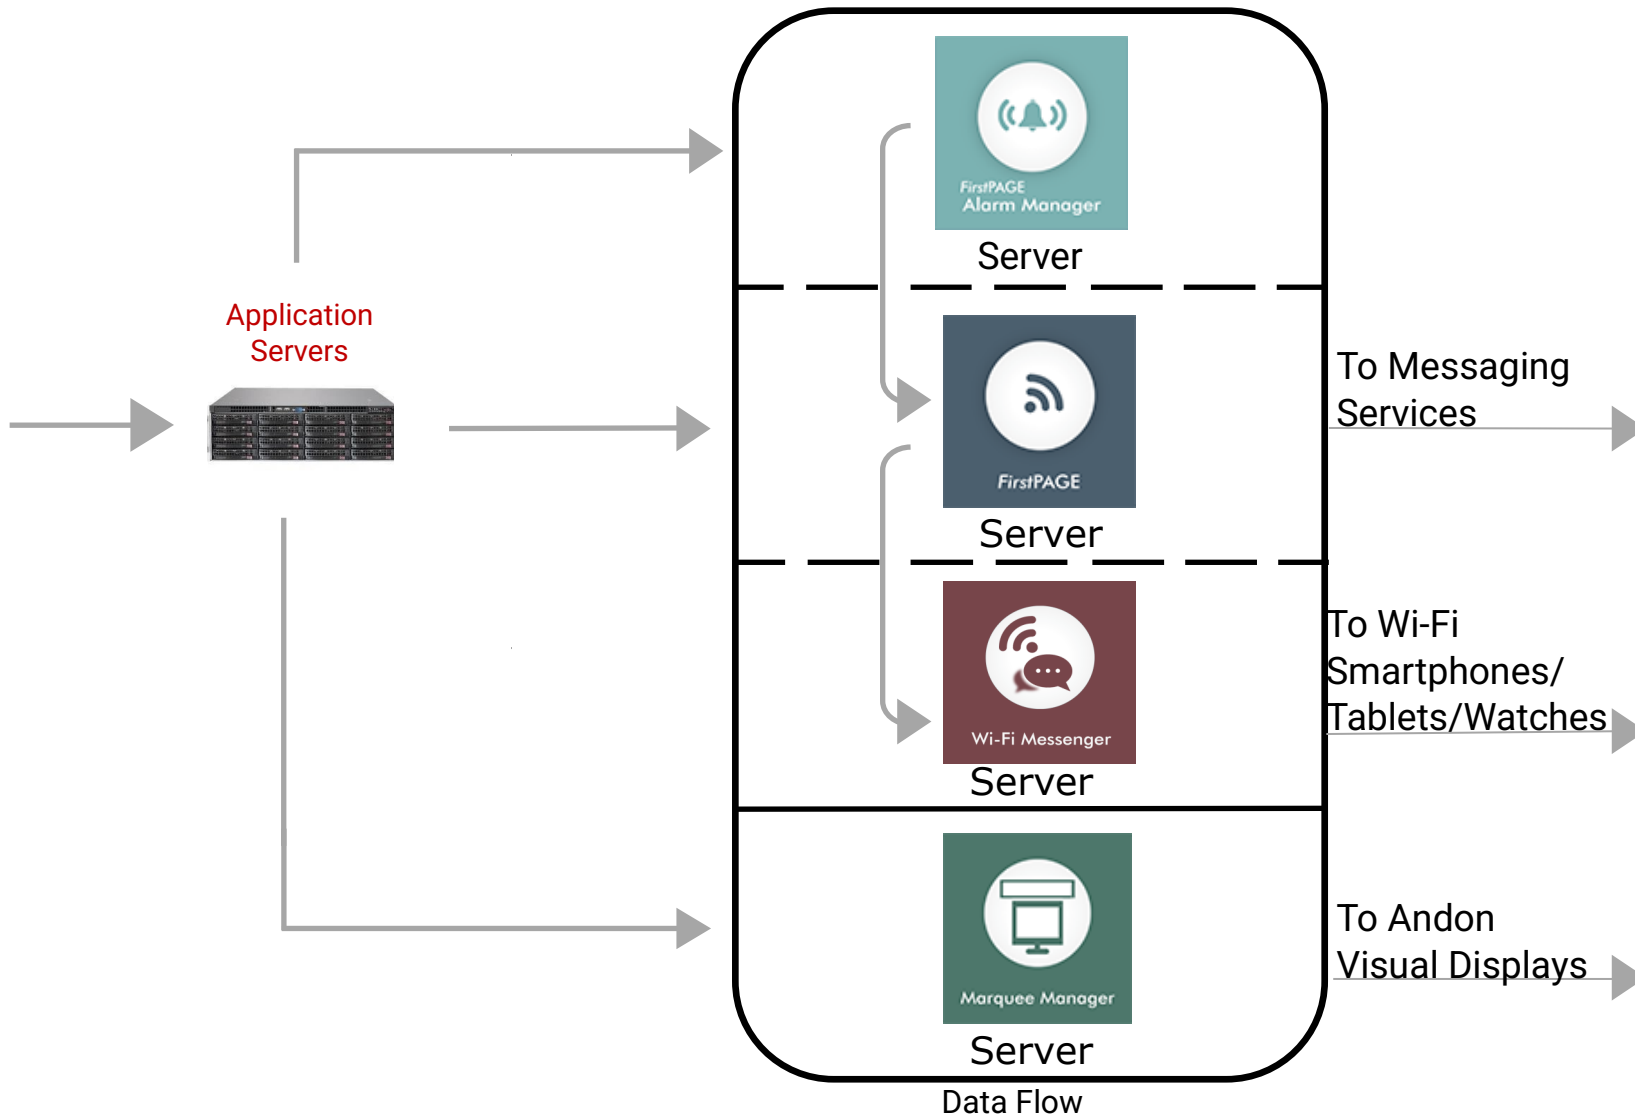 FirstPAGE
Alarm Manager
Server
Application
Servers
To Messaging
Services
FirstPAGE
Server
To Wi-Fi
Smartphones/
Tablets/Watches
Wi-Fi Messenger
Server
To Andon
Visual Displays
Marquee Manager
Server
Data Flow